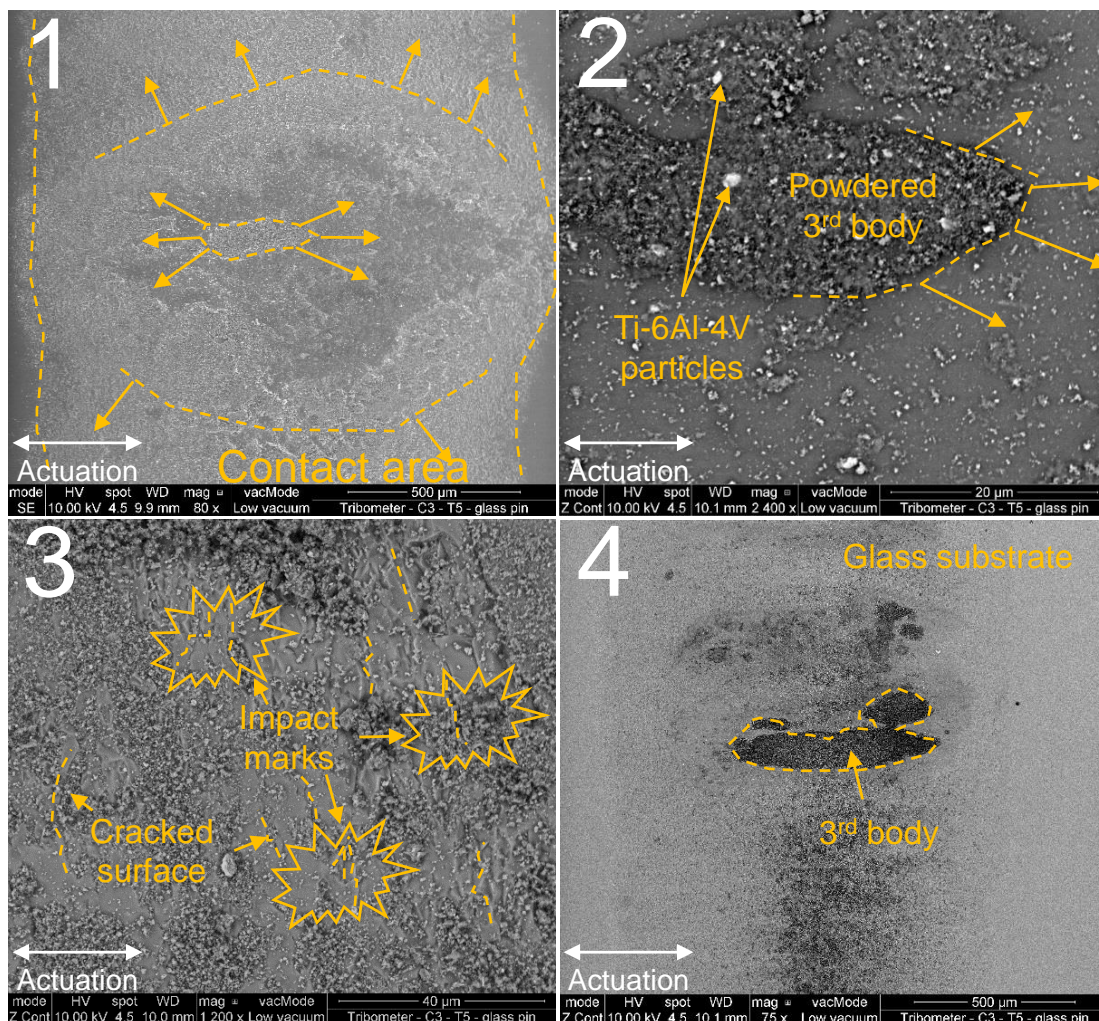 1
Contact area
Actuation
mode HV spot WD mag vacMode 500 µm
SE 10.00 kV 4.5 9.9 mm 80 x Low vacuum Tribometer - C3 - T5 - glass pin
2
Powdered
3rd body
Ti-6Al-4V
particles
Actuation
mode HV spot WD mag vacMode 20 µm
Z Cont 10.00 kV 4.5 10.1 mm 2 400 x Low vacuum Tribometer - C3 - T5 - glass pin
3
Impact
marks
Cracked
surface
Actuation
mode HV spot WD mag vacMode 40 µm
Z Cont 10.00 kV 4.5 10.0 mm 1 200 x Low vacuum Tribometer - C3 - T5 - glass pin
4
Glass substrate
3rd body
Actuation
mode HV spot WD mag vacMode 500 µm
Z Cont 10.00 kV 4.5 10.1 mm 75 x Low vacuum Tribometer - C3 - T5 - glass pin